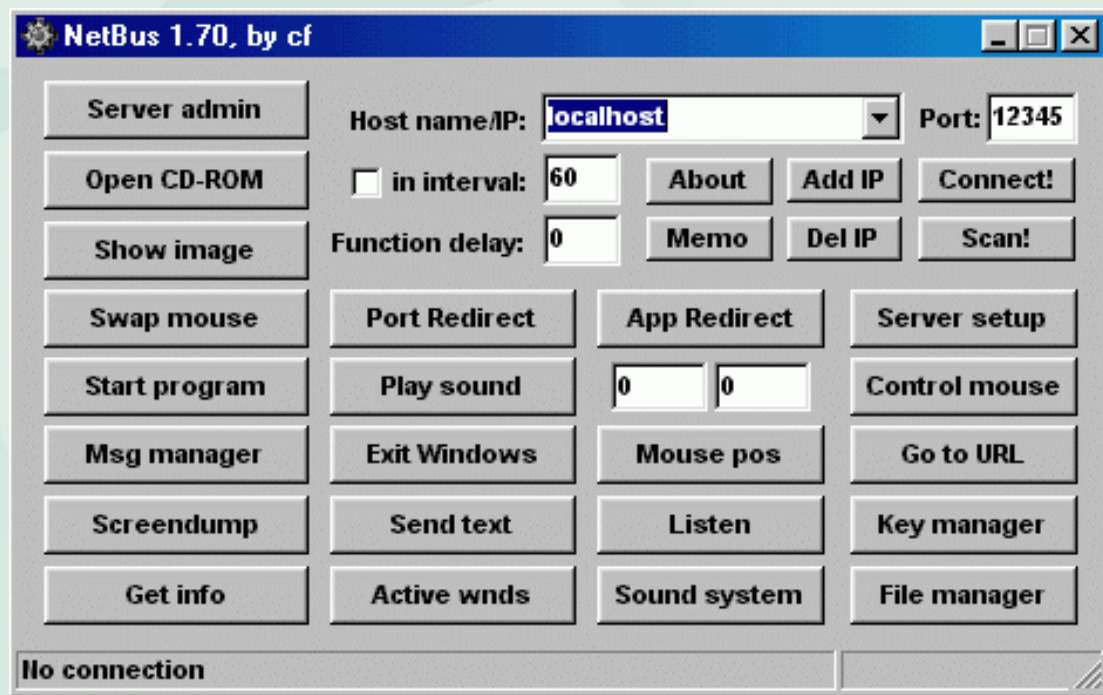 NetBus 1.70, by cf
Server admin
Host name/IP: localhost Port: 12345
Open CD-ROM in interval: 60 About Add IP Connect!
Show image Function delay: 0 Memo Del IP Scan!
Swap mouse Port Redirect App Redirect Server setup
Start program Play sound 0 0 Control mouse
Msg manager Exit Windows Mouse pos Go to URL
Screendump Send text Listen Key manager
Get info Active wnds Sound system File manager
No connection